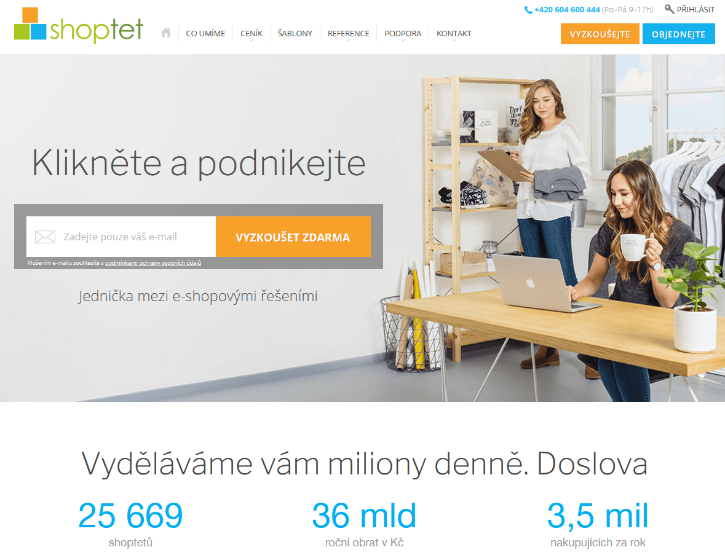 shoptet
+420 604 600 444 (Po–Pá 9–17h) PŘIHLÁSIT
CO UMÍME CENÍK ŠABLONY REFERENCE PODPORA KONTAKT
VYZKOUŠEJTE OBJEDNEJTE
Klikněte a podnikejte
Zadejte pouze váš e-mail VYZKOUŠET ZDARMA
Vložením e-mailu souhlasíte s podmínkami ochrany osobních údajů
Jednička mezi e-shopovými řešeními
Vyděláváme vám miliony denně. Doslova
25 669 36 mld 3,5 mil
shoptetů roční obrat v Kč nakupujících za rok